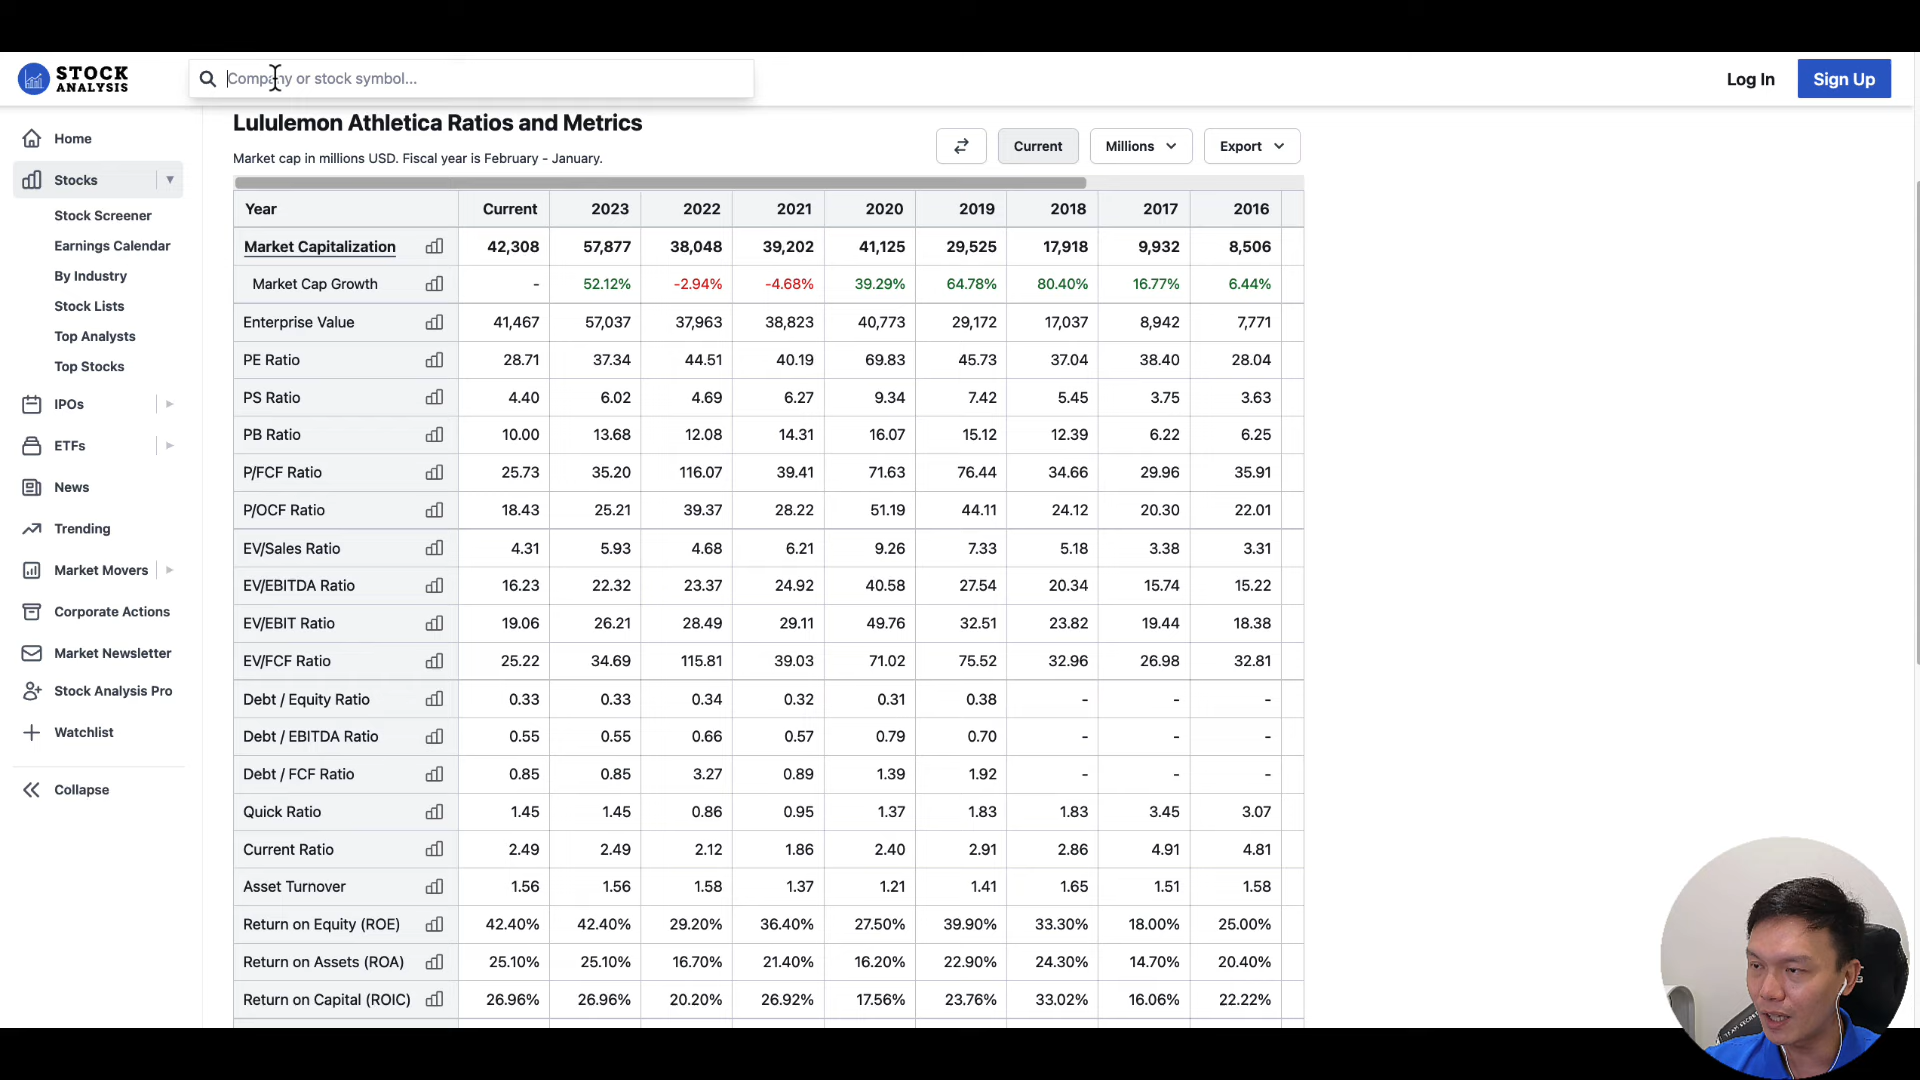 STOCK ANALYSIS
Company or stock symbol...
Log In
Sign Up
Home
Stocks
Stock Screener
Earnings Calendar
By Industry
Stock Lists
Top Analysts
Top Stocks
IPOs
ETFs
News
Trending
Market Movers
Corporate Actions
Market Newsletter
Stock Analysis Pro
Watchlist
Collapse
Lululemon Athletica Ratios and Metrics
Market cap in millions USD. Fiscal year is February - January.
Current
Millions
Export
Year Current 2023 2022 2021 2020 2019 2018 2017 2016
Market Capitalization 42,308 57,877 38,048 39,202 41,125 29,525 17,918 9,932 8,506
Market Cap Growth - 52.12% -2.94% -4.68% 39.29% 64.78% 80.40% 16.77% 6.44%
Enterprise Value 41,467 57,037 37,963 38,823 40,773 29,172 17,037 8,942 7,771
PE Ratio 28.71 37.34 44.51 40.19 69.83 45.73 37.04 38.40 28.04
PS Ratio 4.40 6.02 4.69 6.27 9.34 7.42 5.45 3.75 3.63
PB Ratio 10.00 13.68 12.08 14.31 16.07 15.12 12.39 6.22 6.25
P/FCF Ratio 25.73 35.20 116.07 39.41 71.63 76.44 34.66 29.96 35.91
P/OCF Ratio 18.43 25.21 39.37 28.22 51.19 44.11 24.12 20.30 22.01
EV/Sales Ratio 4.31 5.93 4.68 6.21 9.26 7.33 5.18 3.38 3.31
EV/EBITDA Ratio 16.23 22.32 23.37 24.92 40.58 27.54 20.34 15.74 15.22
EV/EBIT Ratio 19.06 26.21 28.49 29.11 49.76 32.51 23.82 19.44 18.38
EV/FCF Ratio 25.22 34.69 115.81 39.03 71.02 75.52 32.96 26.98 32.81
Debt / Equity Ratio 0.33 0.33 0.34 0.32 0.31 0.38 - - -
Debt / EBITDA Ratio 0.55 0.55 0.66 0.57 0.79 0.70 - - -
Debt / FCF Ratio 0.85 0.85 3.27 0.89 1.39 1.92 - - -
Quick Ratio 1.45 1.45 0.86 0.95 1.37 1.83 1.83 3.45 3.07
Current Ratio 2.49 2.49 2.12 1.86 2.40 2.91 2.86 4.91 4.81
Asset Turnover 1.56 1.56 1.58 1.37 1.21 1.41 1.65 1.51 1.58
Return on Equity (ROE) 42.40% 42.40% 29.20% 36.40% 27.50% 39.90% 33.30% 18.00% 25.00%
Return on Assets (ROA) 25.10% 25.10% 16.70% 21.40% 16.20% 22.90% 24.30% 14.70% 20.40%
Return on Capital (ROIC) 26.96% 26.96% 20.20% 26.92% 17.56% 23.76% 33.02% 16.06% 22.22%